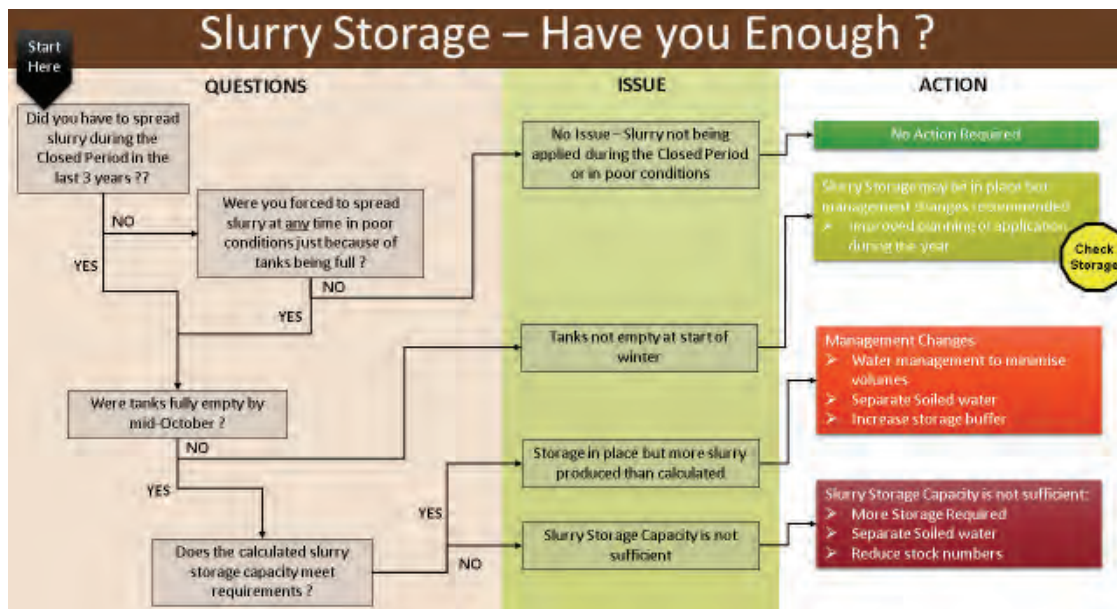 Slurry Storage – Have you Enough ?
Start
Here
QUESTIONS
ISSUE
ACTION
Did you have to spread
slurry during the
Closed Period in the
last 3 years ??
NO
YES
Were you forced to spread
slurry at any time in poor
conditions just because of
tanks being full ?
NO
YES
No Issue – Slurry not being
applied during the Closed Period
or in poor conditions
No Action Required
Slurry Storage may be in place but
management changes recommended
➢ Improved planning of application
during the year
Check
Storage
Were tanks fully empty by
mid-October ?
NO
YES
Tanks not empty at start of
winter
Management Changes
➢ Water management to minimise
volumes
➢ Separate Soiled water
➢ Increase storage buffer
Does the calculated slurry
storage capacity meet
requirements ?
YES
NO
Storage in place but more slurry
produced than calculated
Slurry Storage Capacity is not
sufficient
Slurry Storage Capacity is not sufficient:
➢ More Storage Required
➢ Separate Soiled water
➢ Reduce stock numbers